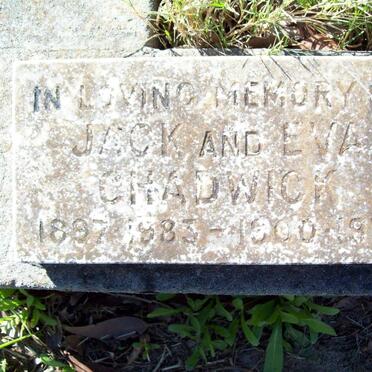 IN LOVING MEMORY
JACK AND EVA
CHADWICK
1897 1983 - 1900